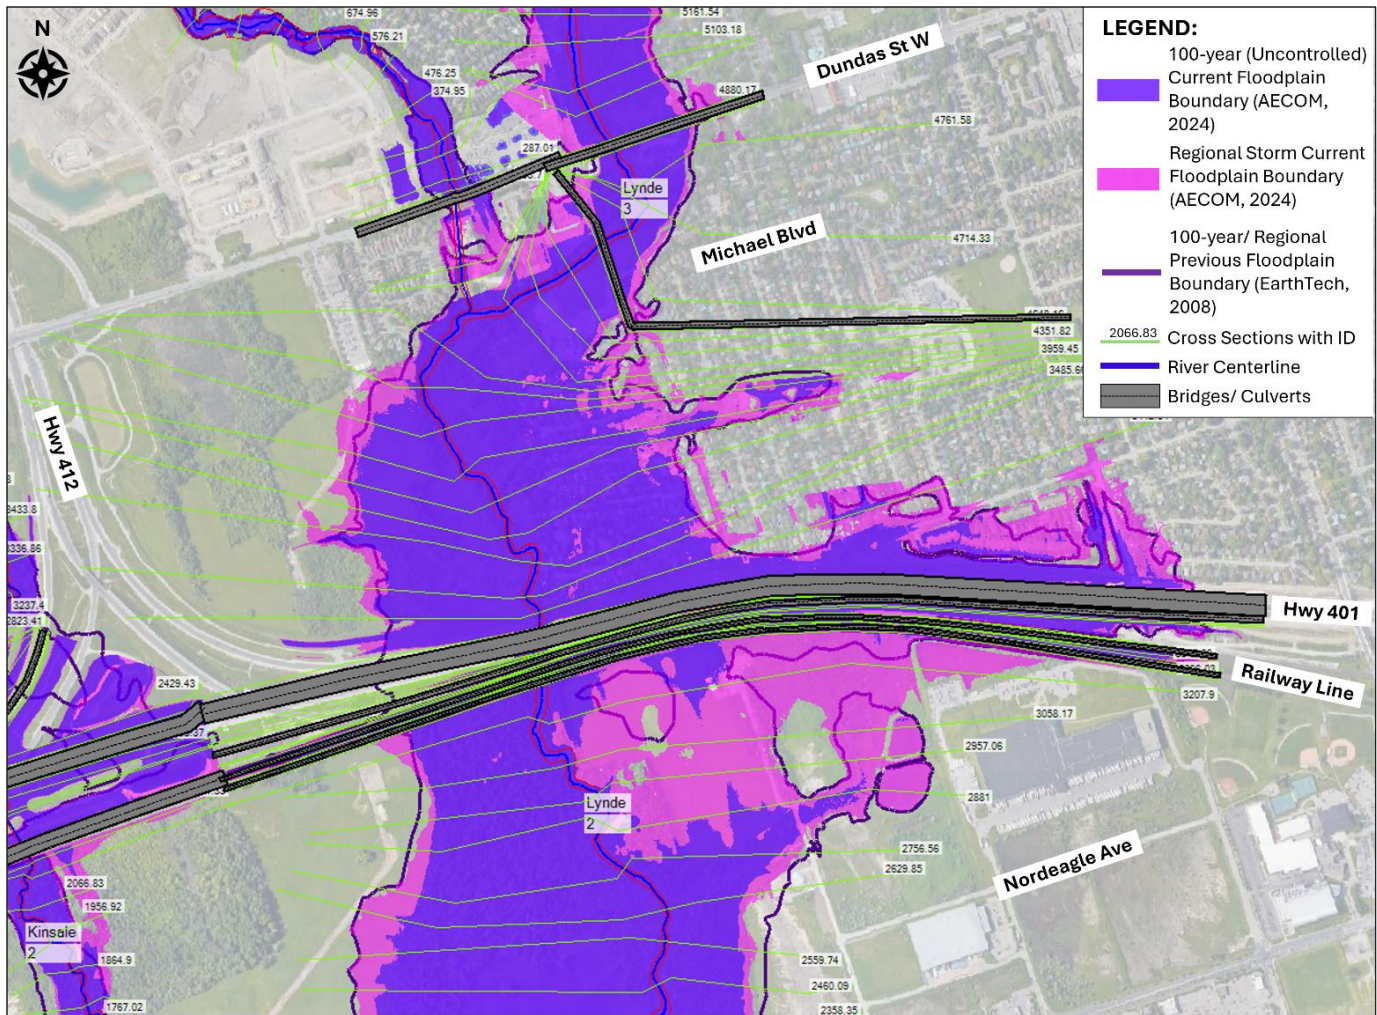 674.96
5161.54
5103.18
576.21
N
Dundas St W
476.25
374.95
4880.17
4761.58
287.01
Lynde
3
Michael Blvd
4714.33
4351.82
3959.45
Hwy 412
3433.8
3336.86
3237.4
2823.41
Hwy 401
Railway Line
2429.43
3207.9
3058.17
2957.06
2881
Lynde
2
2756.56
2629.85
Nordeagle Ave
2066.83
1956.92
Kinsale
2
1864.9
1767.02
2559.74
2460.09
2358.35
LEGEND:
100-year (Uncontrolled)
Current Floodplain
Boundary (AECOM,
2024)
Regional Storm Current
Floodplain Boundary
(AECOM, 2024)
100-year/ Regional
Previous Floodplain
Boundary (EarthTech,
2008)
2066.83
Cross Sections with ID
River Centerline
Bridges/ Culverts